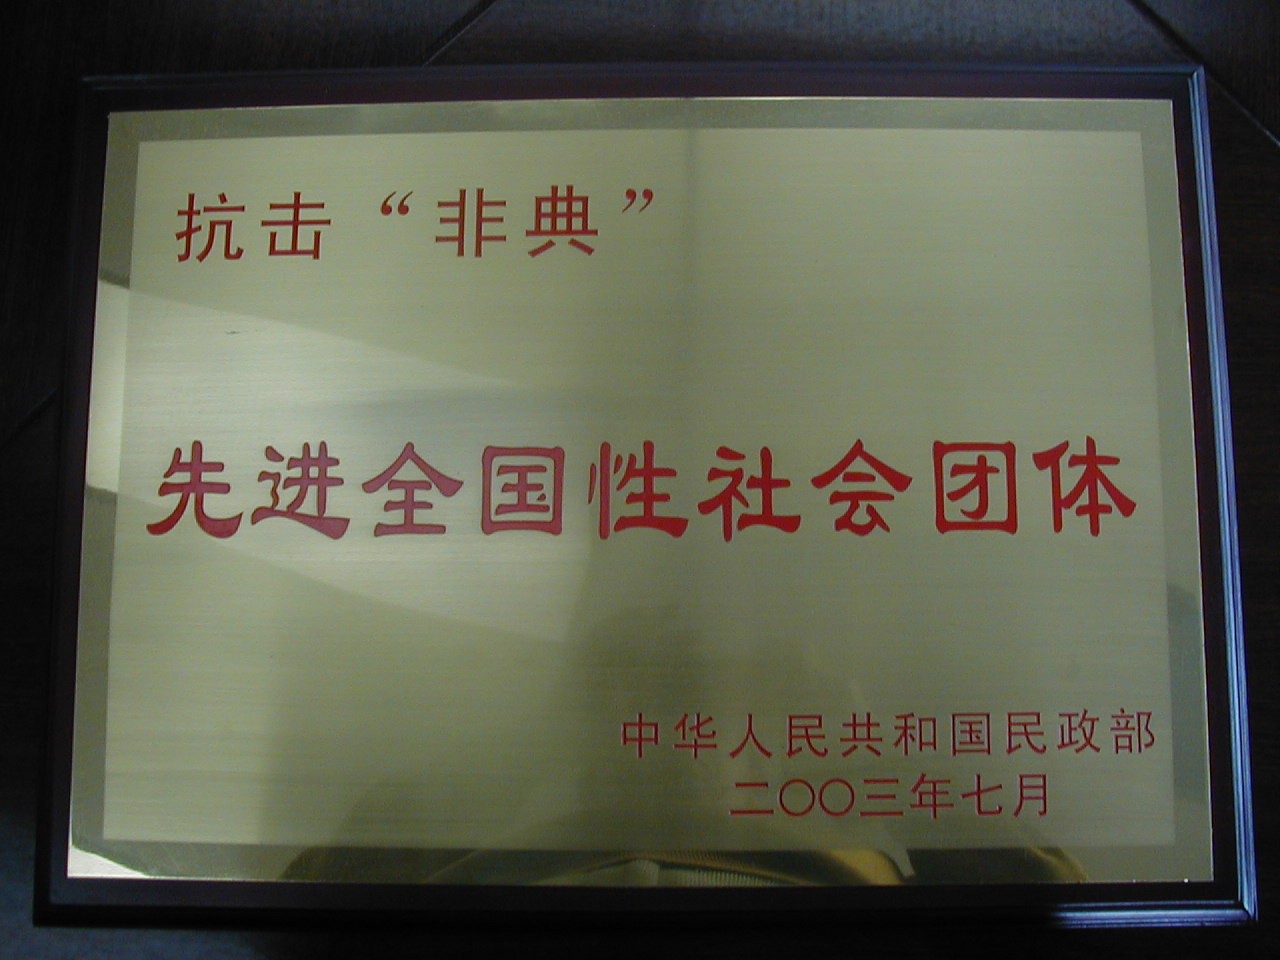 抗击“非典”
先进全国性社会团体
中华人民共和国民政部
二〇〇三年七月